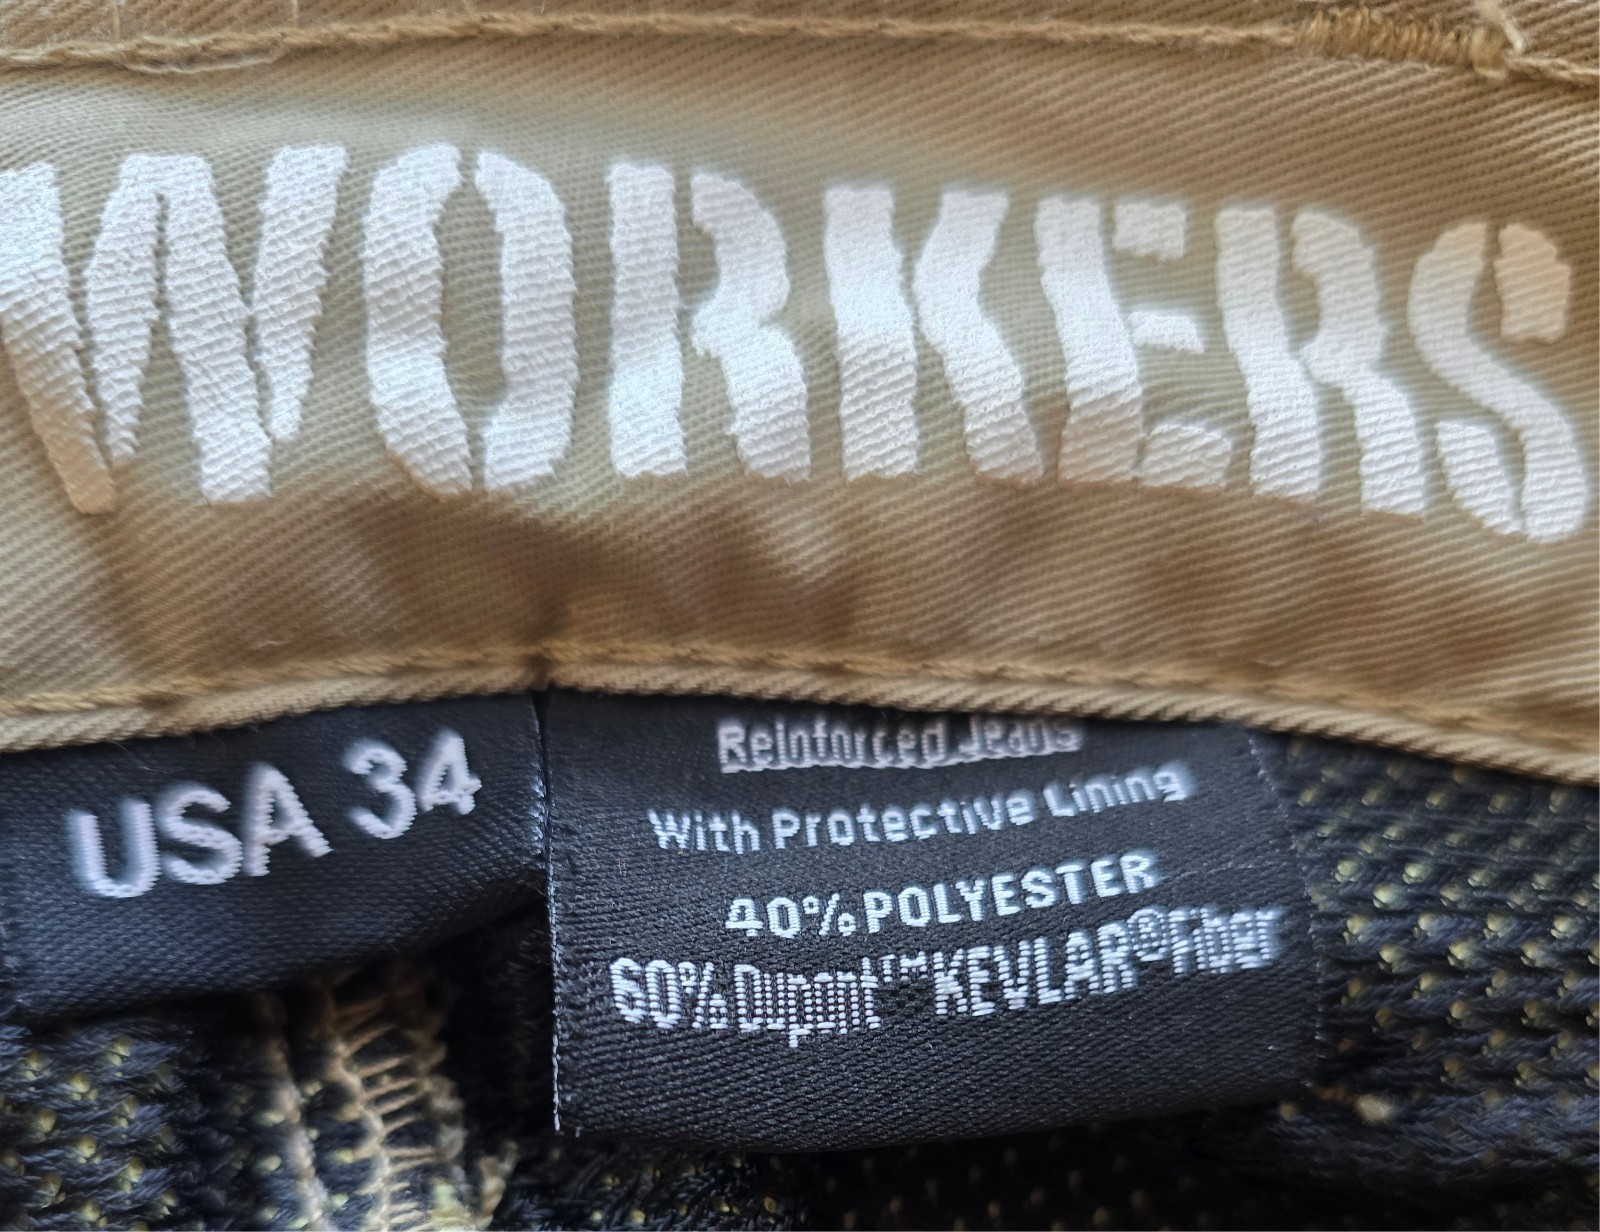 WORKERS
USA 34
Reinforced Jeans
With Protective Lining
40% POLYESTER
60% Dupont™ KEVLAR® Fiber